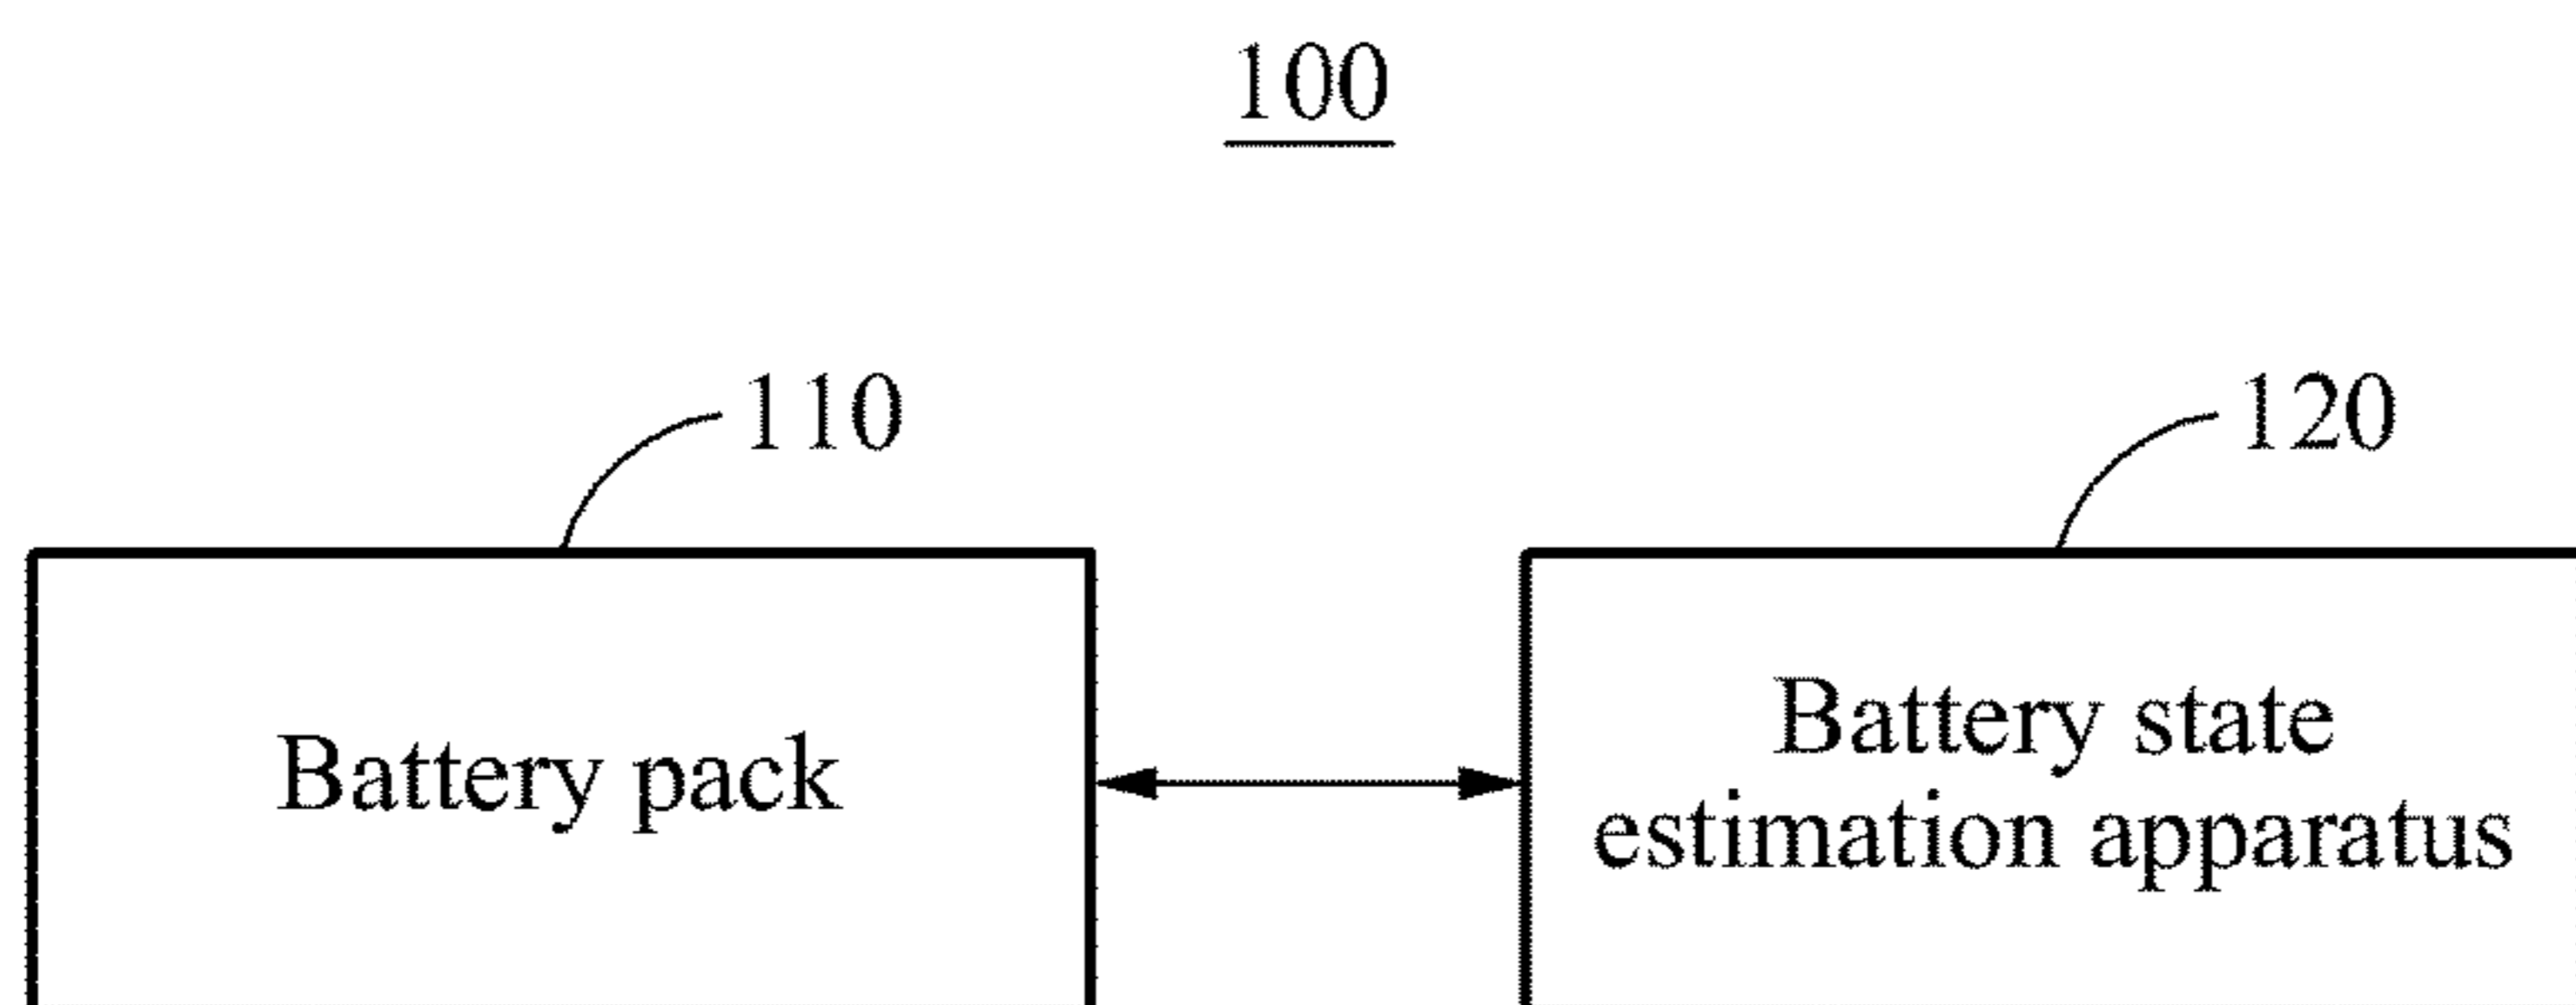 100
110
120
Battery pack
Battery state
estimation apparatus